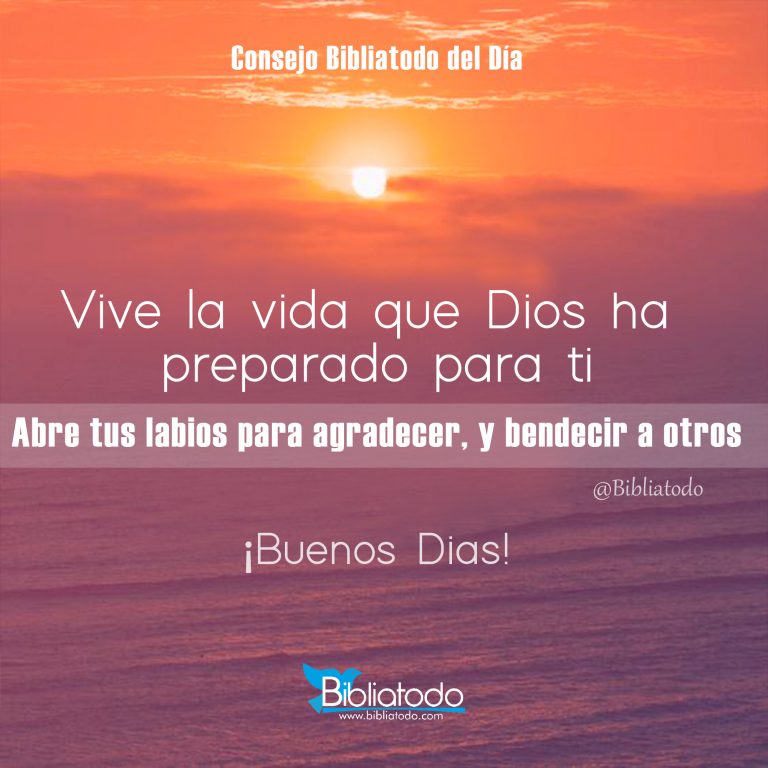 Consejo Bibliatodo del Día
Vive la vida que Dios ha
preparado para ti
Abre tus labios para agradecer, y bendecir a otros
@Bibliatodo
¡Buenos Dias!
Bibliatodo
www.bibliatodo.com